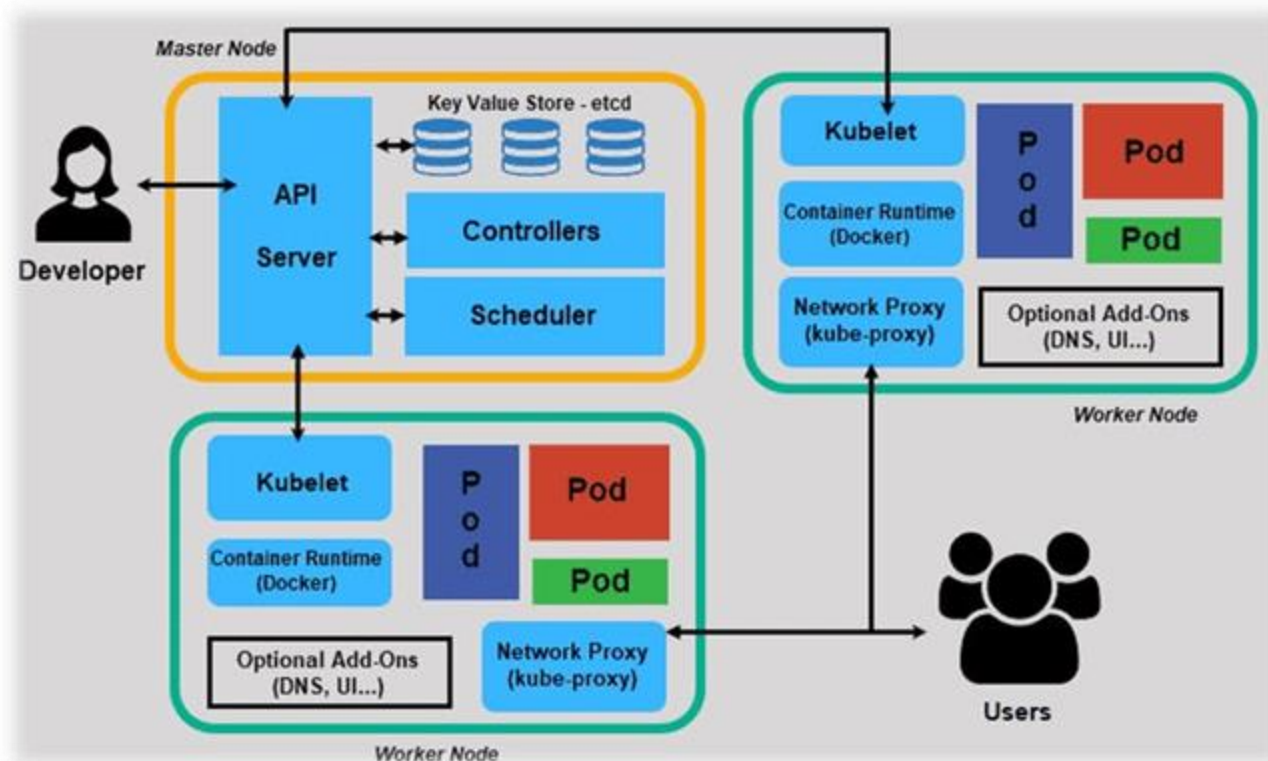 Master Node
Key Value Store - etcd
API
Server
Controllers
Scheduler
Developer
Kubelet
Container Runtime
(Docker)
Network Proxy
(kube-proxy)
P
o
d
Pod
Pod
Optional Add-Ons
(DNS, UI...)
Worker Node
Kubelet
Container Runtime
(Docker)
P
o
d
Pod
Pod
Optional Add-Ons
(DNS, UI...)
Network Proxy
(kube-proxy)
Worker Node
Users